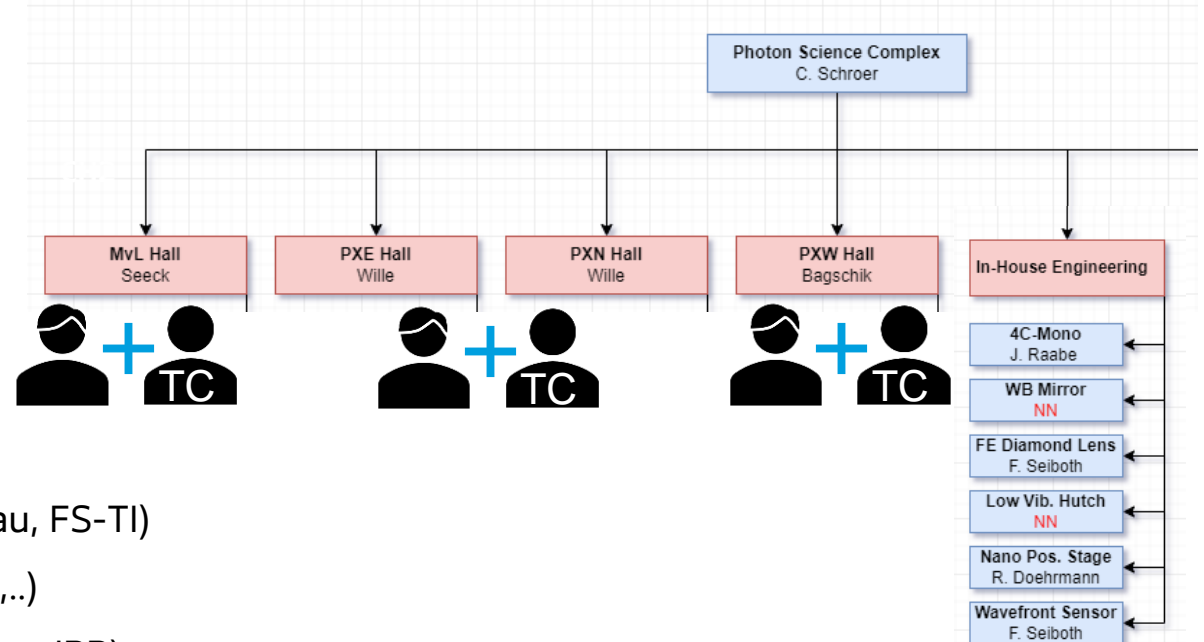 Photon Science Complex
C. Schroer
MvL Hall
Seeck
PXE Hall
Wille
PXN Hall
Wille
PXW Hall
Bagschik
In-House Engineering
TC
TC
TC
4C-Mono
J. Raabe
WB Mirror
NN
FE Diamond Lens
F. Seiboth
Low Vib. Hutch
NN
Nano Pos. Stage
R. Doehrmann
Wavefront Sensor
F. Seiboth
au, FS-TI)
,..)